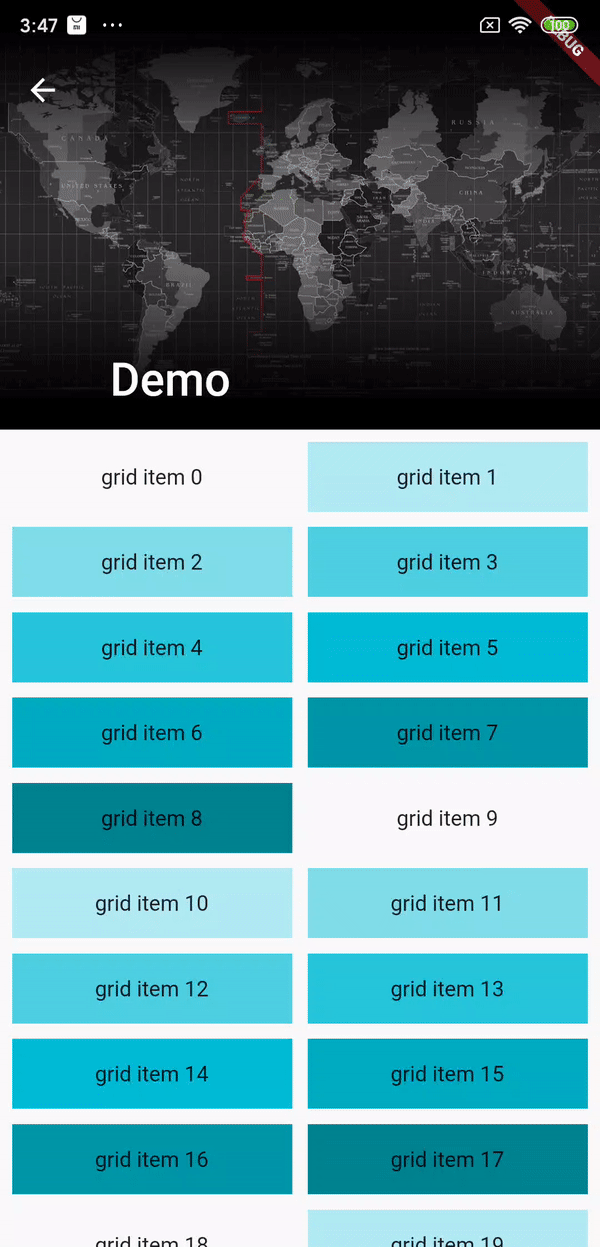 3:47
100
DEBUG
CANADA
RUSSIA
UNITED STATES
CHINA
BRAZIL
INDONESIA
AUSTRALIA
Demo
grid item 0
grid item 1
grid item 2
grid item 3
grid item 4
grid item 5
grid item 6
grid item 7
grid item 8
grid item 9
grid item 10
grid item 11
grid item 12
grid item 13
grid item 14
grid item 15
grid item 16
grid item 17
grid item 18
grid item 19